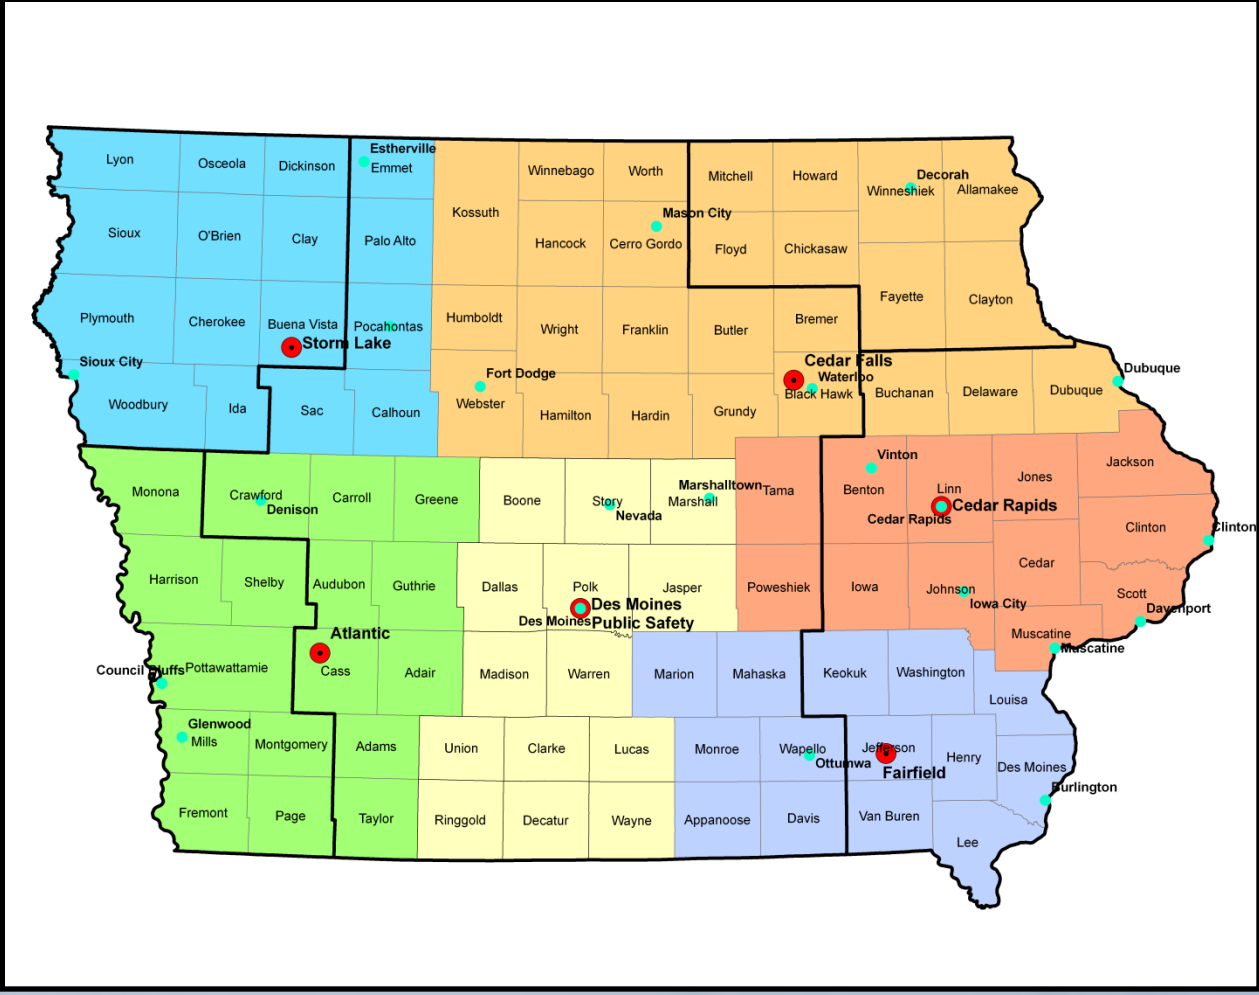 Lyon
Osceola
Dickinson
Estherville
Emmet
Kossuth
Winnebago
Worth
Mitchell
Howard
Decorah
Winneshiek
Allamakee
Sioux
O'Brien
Clay
Palo Alto
Hancock
Mason City
Cerro Gordo
Floyd
Chickasaw
Fayette
Clayton
Plymouth
Cherokee
Buena Vista
Storm Lake
Pocahontas
Humboldt
Wright
Franklin
Butler
Bremer
Cedar Falls
Waterloo
Black Hawk
Sioux City
Woodbury
Ida
Sac
Calhoun
Fort Dodge
Webster
Hamilton
Hardin
Grundy
Buchanan
Delaware
Dubuque
Dubuque
Monona
Crawford
Denison
Carroll
Greene
Boone
Story
Nevada
Marshalltown
Marshall
Tama
Vinton
Benton
Linn
Cedar Rapids
Cedar Rapids
Jones
Jackson
Clinton
Clinton
Harrison
Shelby
Audubon
Guthrie
Dallas
Polk
Des Moines
Des Moines
Public Safety
Jasper
Poweshiek
Iowa
Johnson
Iowa City
Cedar
Scott
Davenport
Muscatine
Muscatine
Council Bluffs
Pottawattamie
Atlantic
Cass
Adair
Madison
Warren
Marion
Mahaska
Keokuk
Washington
Louisa
Glenwood
Mills
Montgomery
Adams
Union
Clarke
Lucas
Monroe
Wapello
Ottumwa
Jefferson
Fairfield
Henry
Des Moines
Burlington
Fremont
Page
Taylor
Ringgold
Decatur
Wayne
Appanoose
Davis
Van Buren
Lee